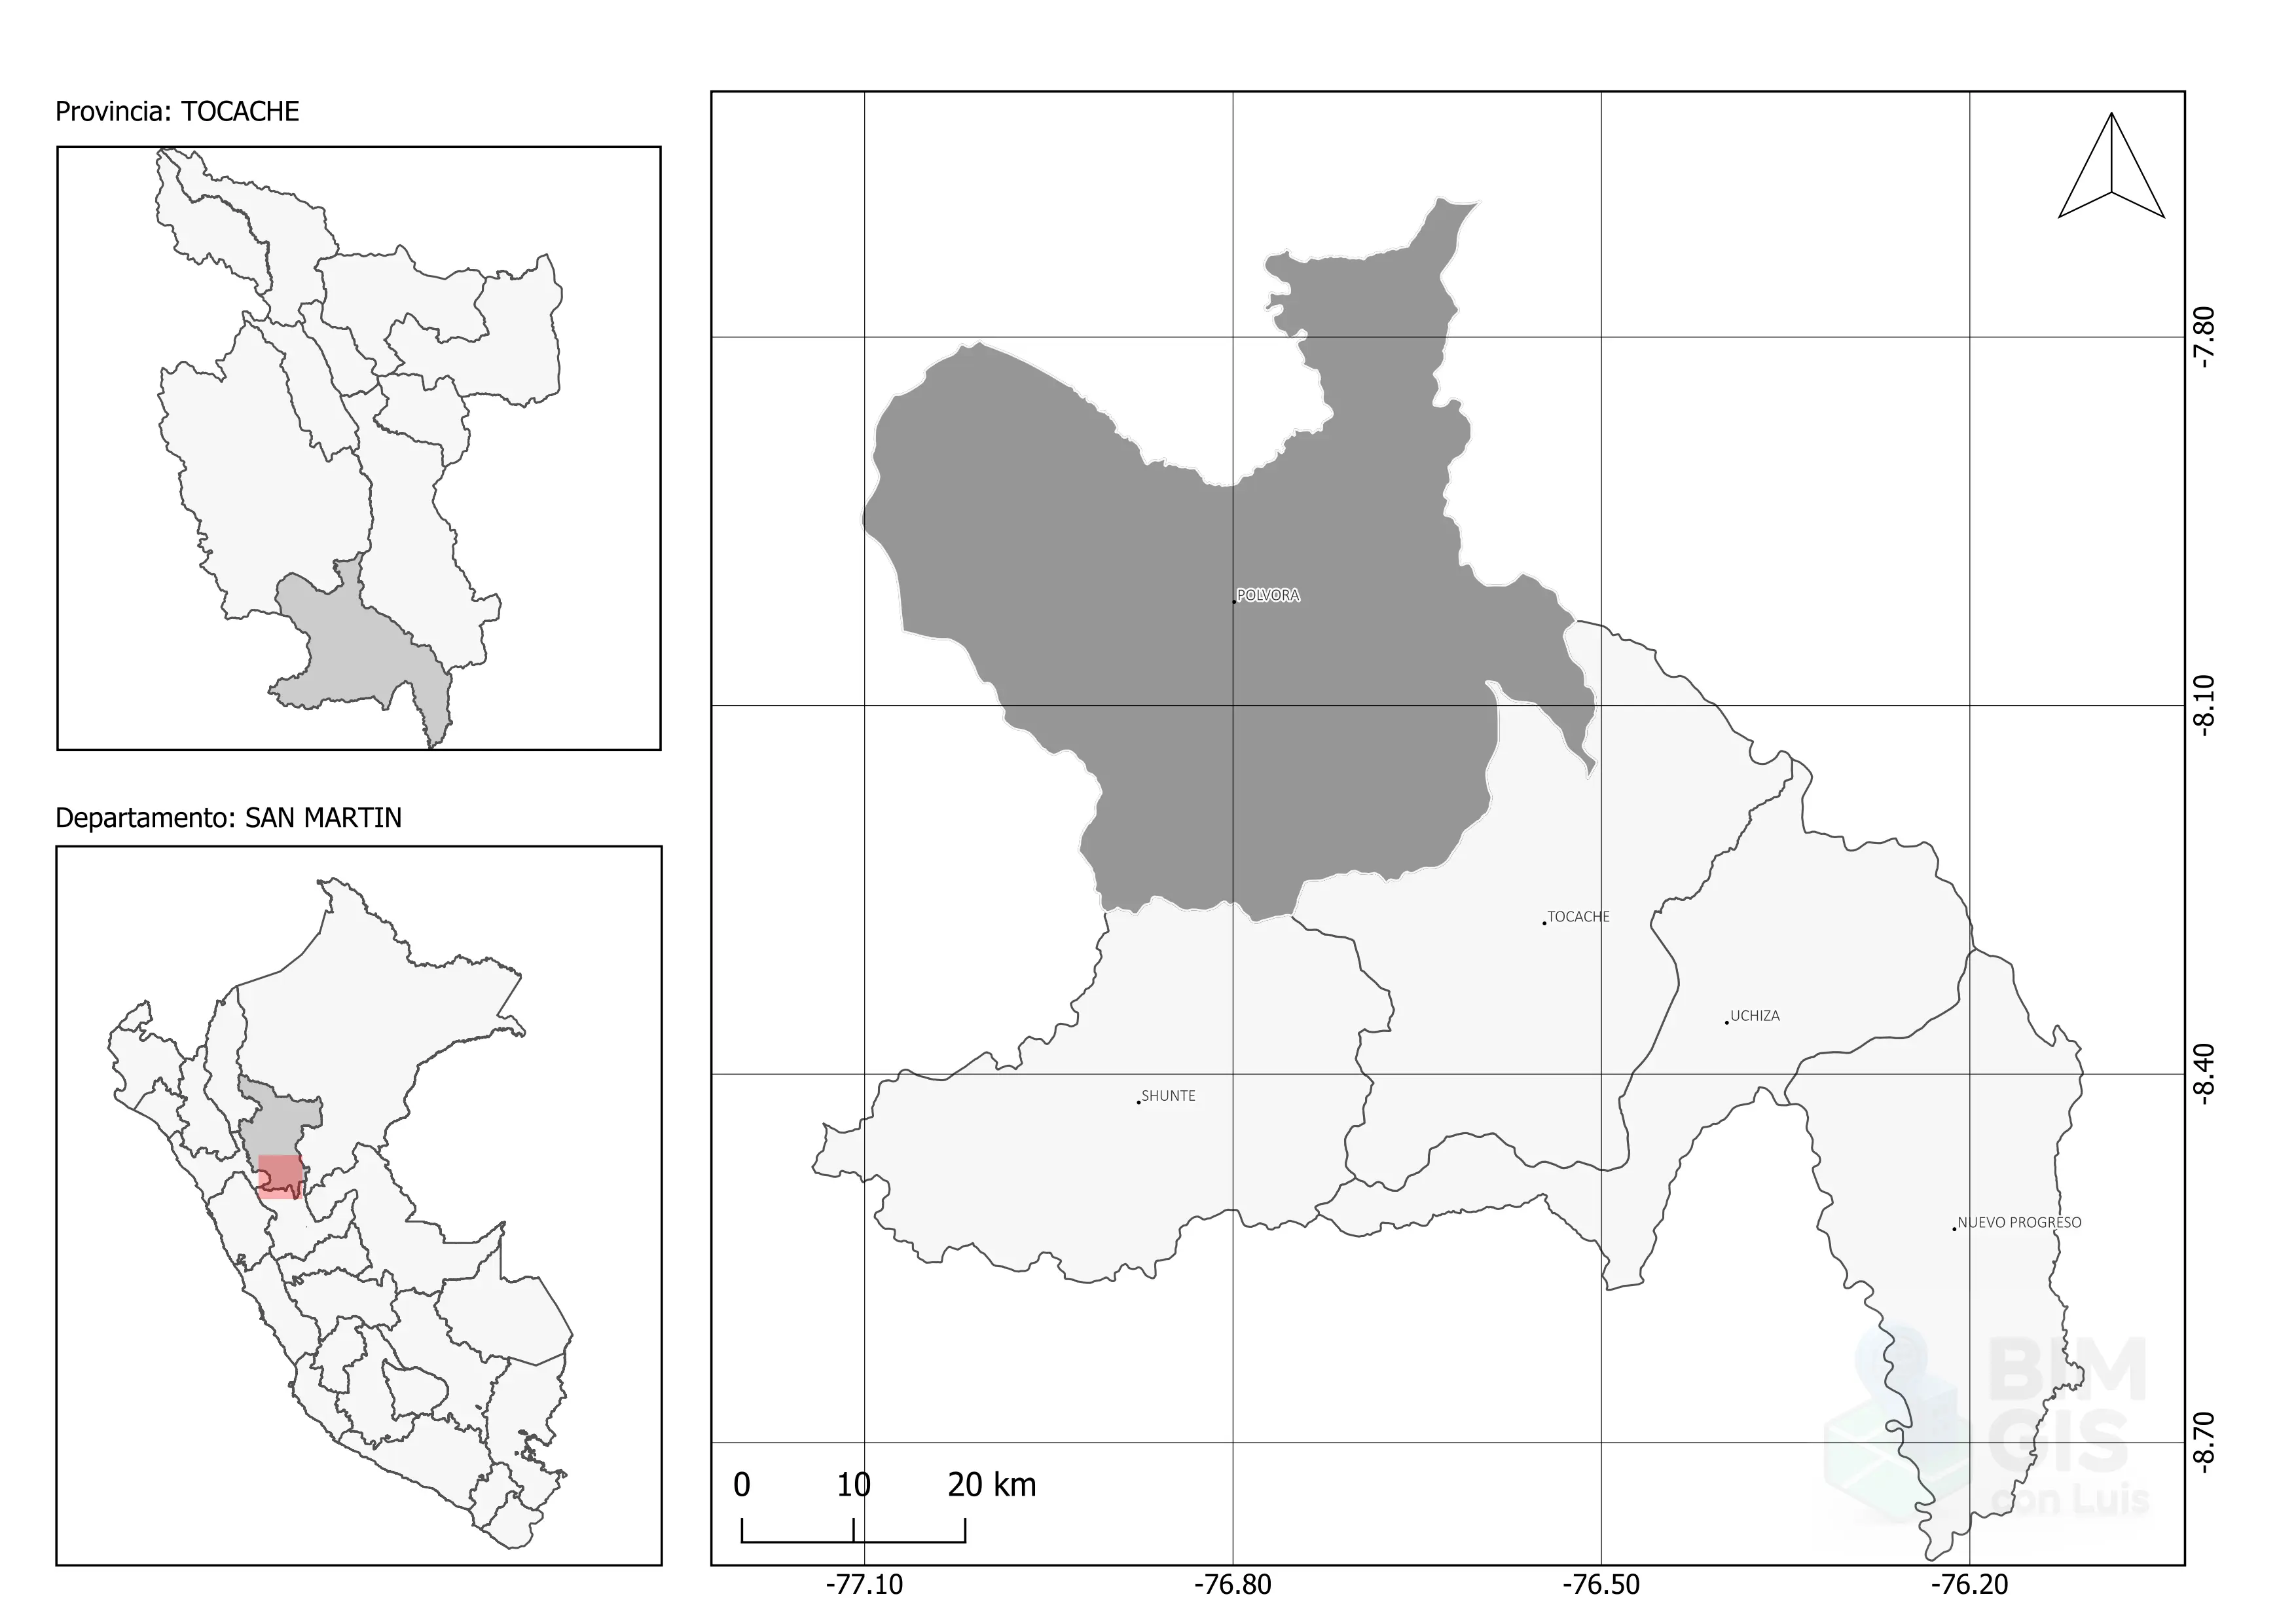 Provincia: TOCACHE
Departamento: SAN MARTIN
POLVORA
TOCACHE
UCHIZA
SHUNTE
NUEVO PROGRESO
-7.80
-8.10
-8.40
-8.70
0 10 20 km
-77.10 -76.80 -76.50 -76.20
BIM
GIS
con Luis